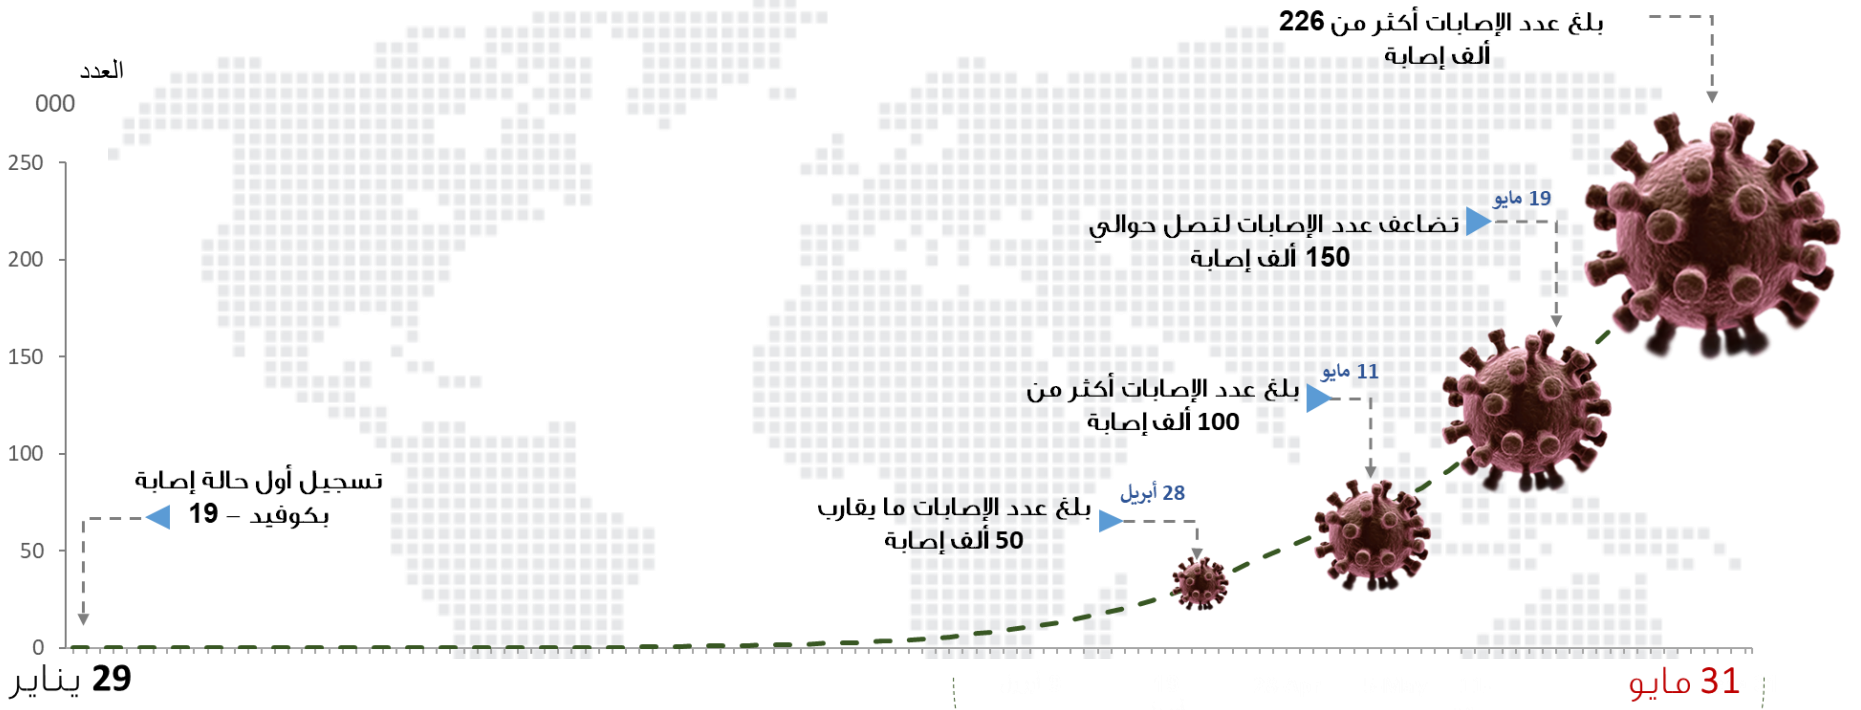 بلغ عدد الإصابات أكثر من 226
ألف إصابة
العدد
000
250
19 مايو
تضاعف عدد الإصابات لتصل حوالي
150 ألف إصابة
200
150
11 مايو
بلغ عدد الإصابات أكثر من
100 ألف إصابة
100
تسجيل أول حالة إصابة
بكوفيد – 19
28 أبريل
بلغ عدد الإصابات ما يقارب
50 ألف إصابة
50
0
29 يناير
31 مايو